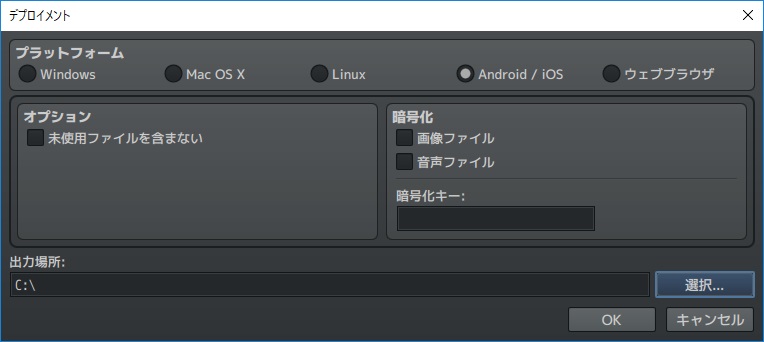 デプロイメント
プラットフォーム
Windows Mac OS X Linux Android / iOS ウェブブラウザ
オプション
未使用ファイルを含まない
暗号化
画像ファイル
音声ファイル
暗号化キー:
出力場所:
C:\
選択...
OK キャンセル